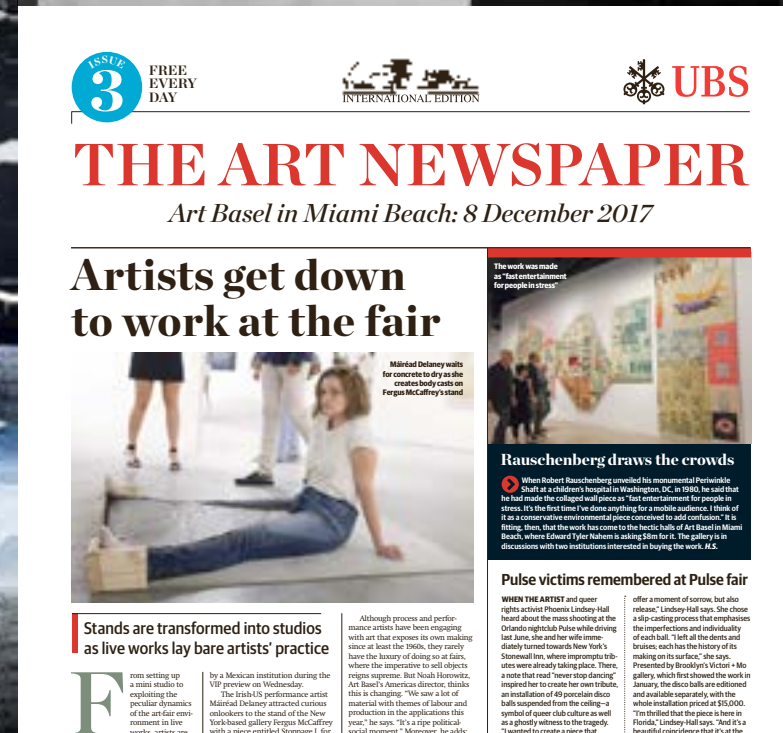 ISSUE
3
FREE
EVERY
DAY
INTERNATIONAL EDITION
UBS
THE ART NEWSPAPER
Art Basel in Miami Beach: 8 December 2017
Artists get down
to work at the fair
Máiréad Delaney waits
for concrete to dry as she
creates body casts on
Fergus McCaffrey's stand
Stands are transformed into studios
as live works lay bare artists' practice
From setting up
a mini studio to
exploiting the
peculiar dynamics
of the art-fair envi-
ronment in live
works, artists are
by a Mexican institution during the
VIP preview on Wednesday.
The Irish-US performance artist
Máiréad Delaney attracted curious
onlookers to the stand of the New
York-based gallery Fergus McCaffrey
with a piece entitled Stoppage I, for
Although process and perfor-
mance artists have been engaging
with art that exposes its own making
since at least the 1960s, they rarely
have the luxury of doing so at fairs,
where the imperative to sell objects
reigns supreme. But Noah Horowitz,
Art Basel's Americas director, thinks
this is changing. "We saw a lot of
material with themes of labour and
production in the applications this
year," he says. "It's a ripe political-
social moment." Moreover, he adds:
The work was made
as "fast entertainment
for people in stress"
Rauschenberg draws the crowds
When Robert Rauschenberg unveiled his monumental Periwinkle
Shaft at a children's hospital in Washington, DC, in 1980, he said that
he had made the collaged wall piece as "fast entertainment for people in
stress. It's the first time I've done anything for a mobile audience. I think of
it as a conservative environmental piece conceived to add confusion." It is
fitting, then, that the work has come to the hectic halls of Art Basel in Miami
Beach, where Edward Tyler Nahem is asking $8m for it. The gallery is in
discussions with two institutions interested in buying the work. H.S.
Pulse victims remembered at Pulse fair
WHEN THE ARTIST and queer
rights activist Phoenix Lindsey-Hall
heard about the mass shooting at the
Orlando nightclub Pulse while driving
last June, she and her wife imme-
diately turned towards New York's
Stonewall Inn, where impromptu trib-
utes were already taking place. There,
a note that read "never stop dancing"
inspired her to create her own tribute,
an installation of 49 porcelain disco
balls suspended from the ceiling—a
symbol of queer club culture as well
as a ghostly witness to the tragedy.
"I wanted to create a piece that
offer a moment of sorrow, but also
release," Lindsey-Hall says. She chose
a slip-casting process that emphasises
the imperfections and individuality
of each ball. "I left all the dents and
bruises; each has the history of its
making on its surface," she says.
Presented by Brooklyn's Victori + Mo
gallery, which first showed the work in
January, the disco balls are editioned
and available separately, with the
whole installation priced at $15,000.
"I'm thrilled that the piece is here in
Florida," Lindsey-Hall says. "And it's a
beautiful coincidence that it's at the